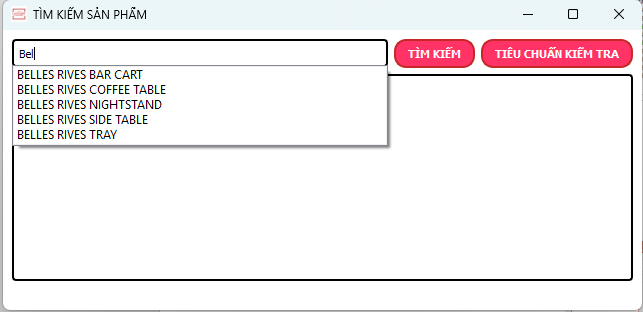 TÌM KIẾM SẢN PHẨM
Bel
TÌM KIẾM
TIÊU CHUẨN KIỂM TRA
BELLES RIVES BAR CART
BELLES RIVES COFFEE TABLE
BELLES RIVES NIGHTSTAND
BELLES RIVES SIDE TABLE
BELLES RIVES TRAY